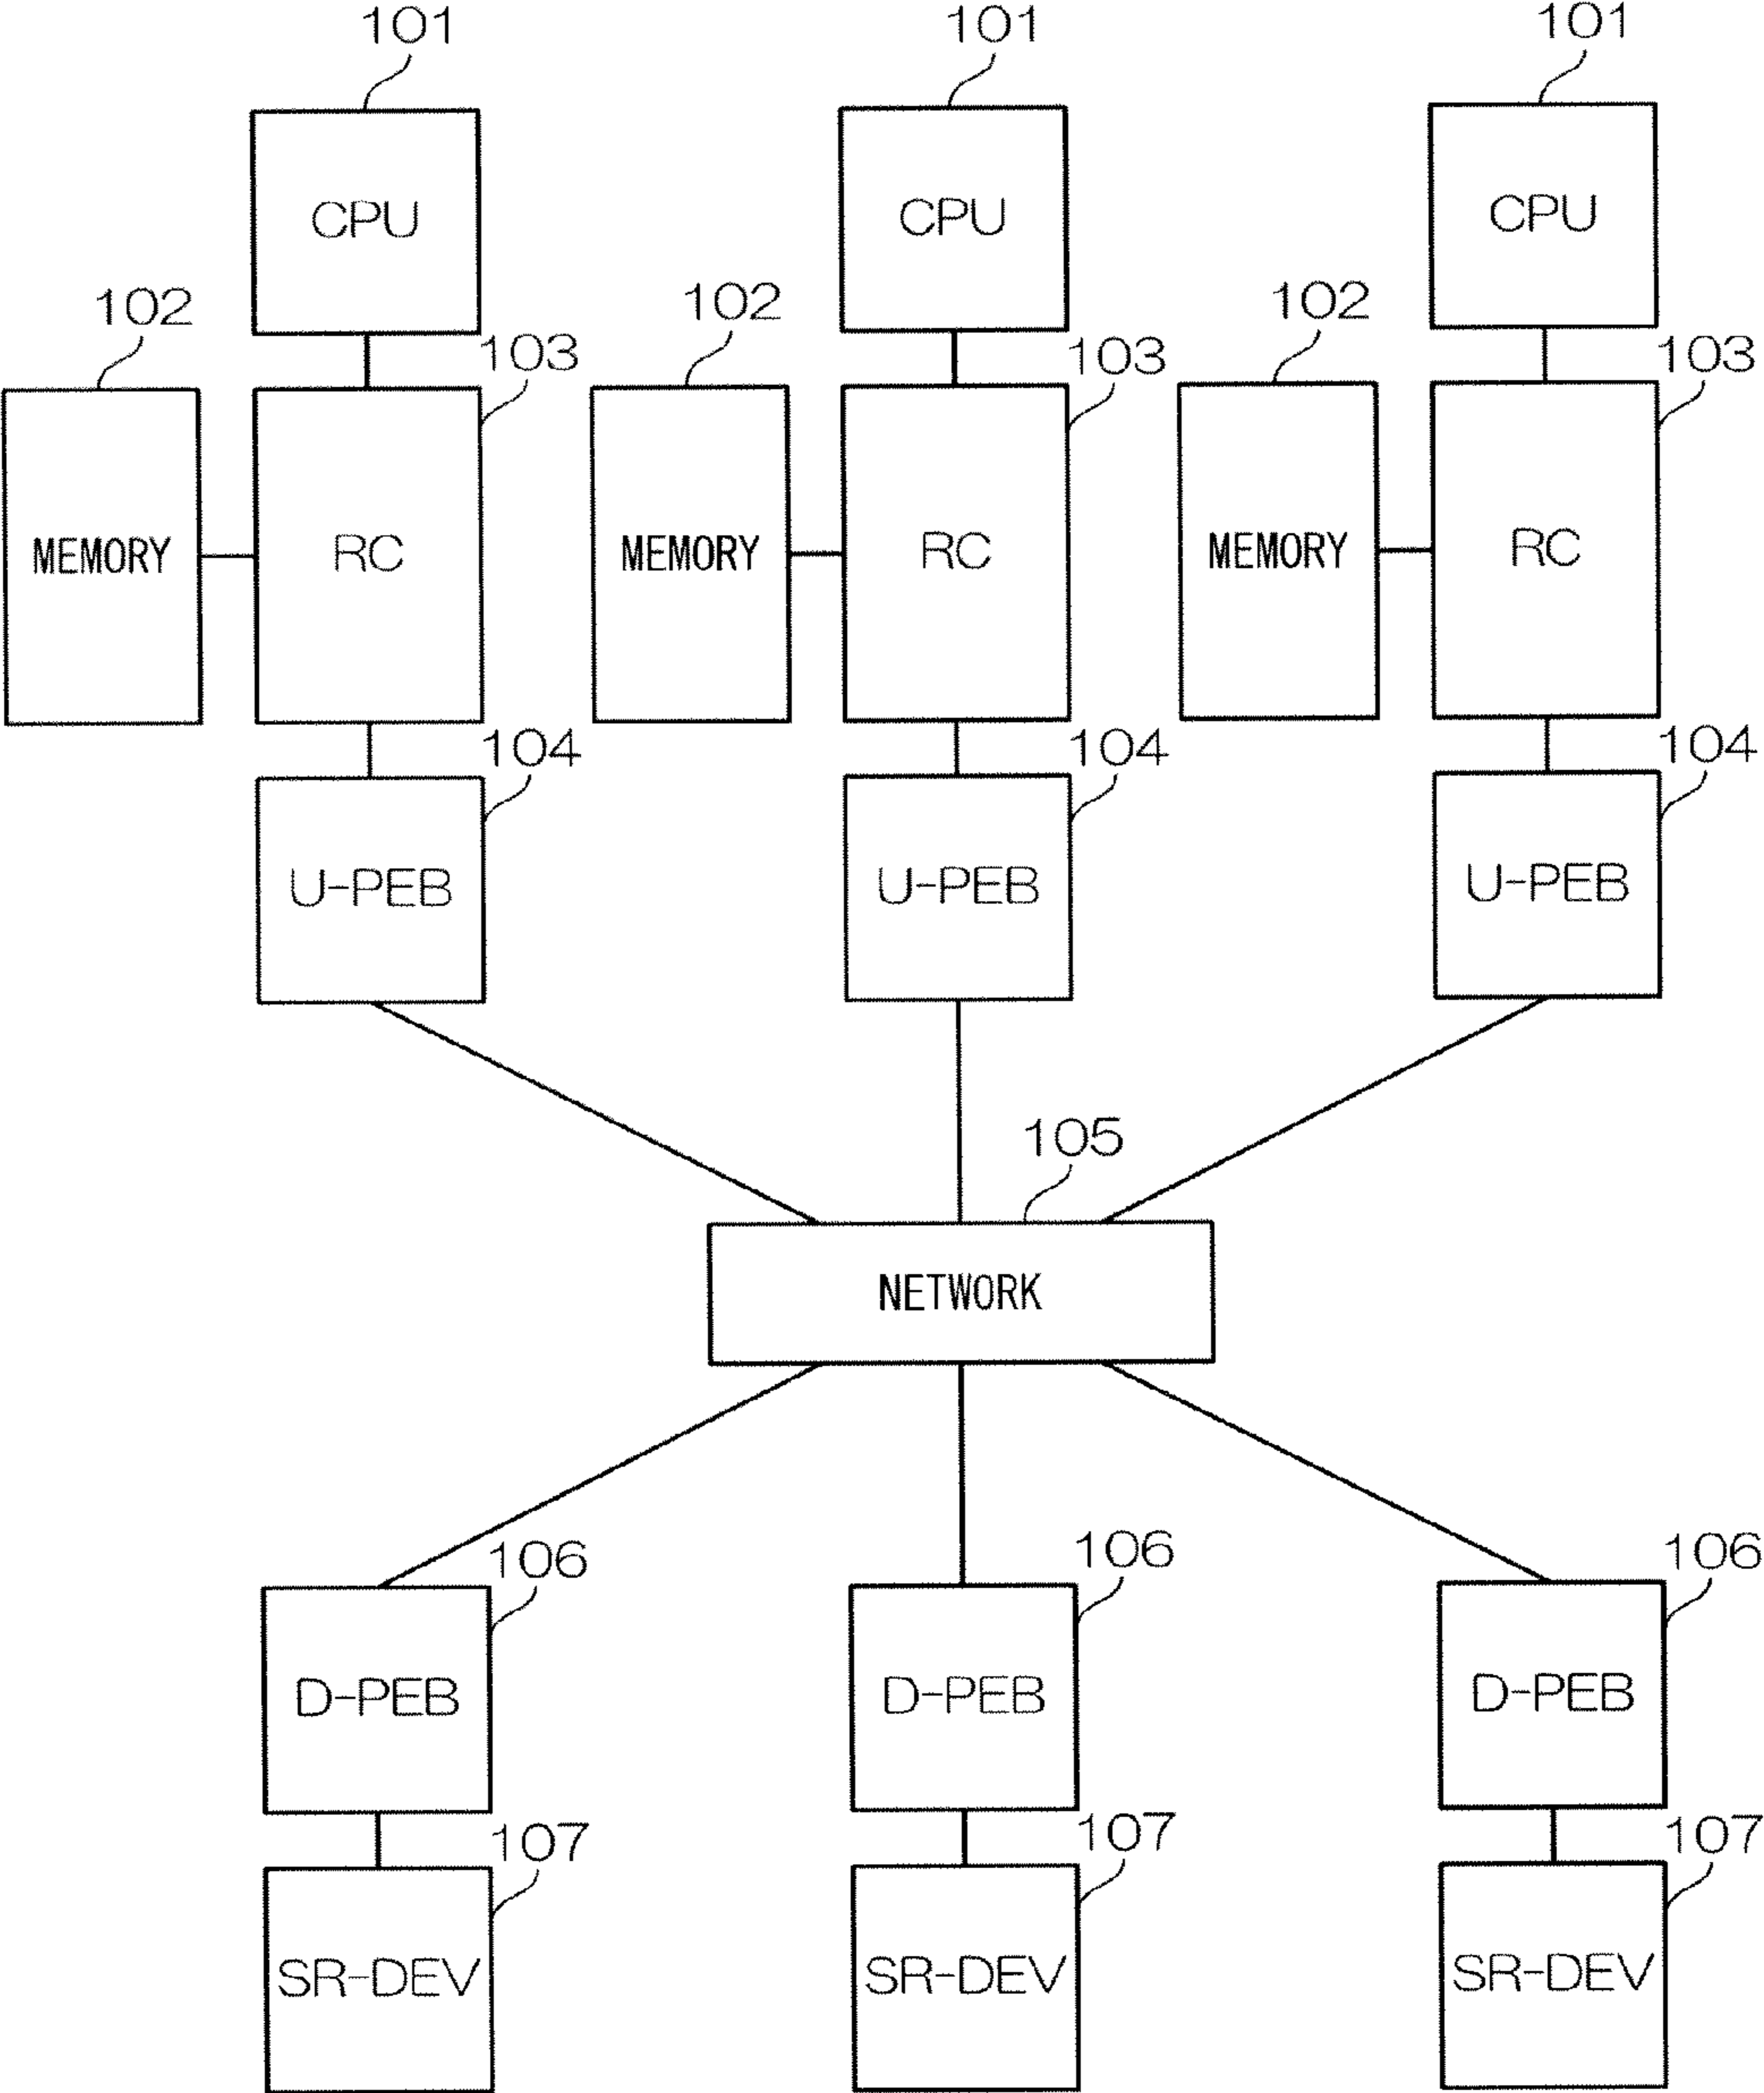 101 101 101
CPU CPU CPU
102 102 102
103 103 103
MEMORY RC MEMORY RC MEMORY RC
104 104 104
U-PEB U-PEB U-PEB
105
NETWORK
106 106 106
D-PEB D-PEB D-PEB
107 107 107
SR-DEV SR-DEV SR-DEV